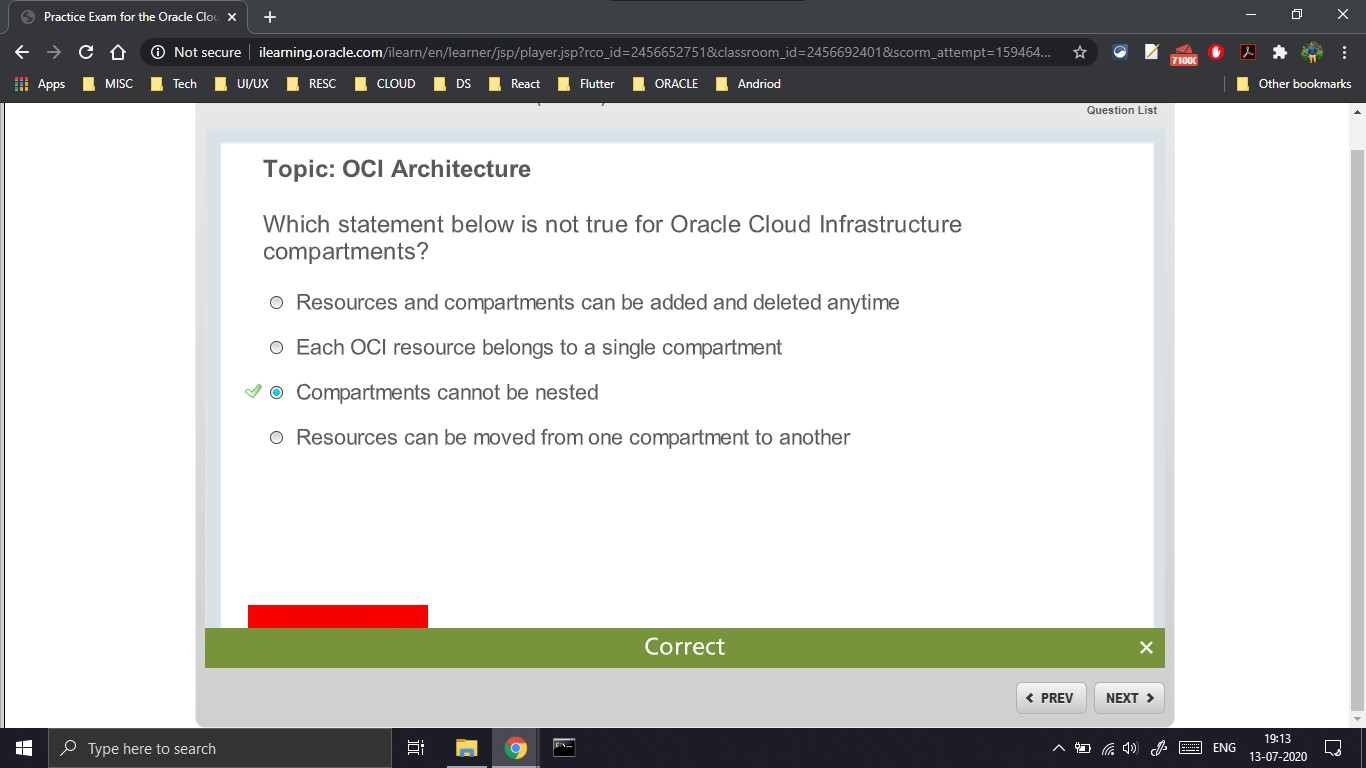 Practice Exam for the Oracle Clou
Not secure ilearning.oracle.com/ilearn/en/learner/jsp/player.jsp?rco_id=2456652751&classroom_id=2456692401&scorm_attempt=159464...
7100
Apps MISC Tech UI/UX RESC CLOUD DS React Flutter ORACLE Andriod Other bookmarks
Question List
Topic: OCI Architecture
Which statement below is not true for Oracle Cloud Infrastructure
compartments?
Resources and compartments can be added and deleted anytime
Each OCI resource belongs to a single compartment
Compartments cannot be nested
Resources can be moved from one compartment to another
Correct
PREV NEXT
Type here to search
ENG
19:13
13-07-2020